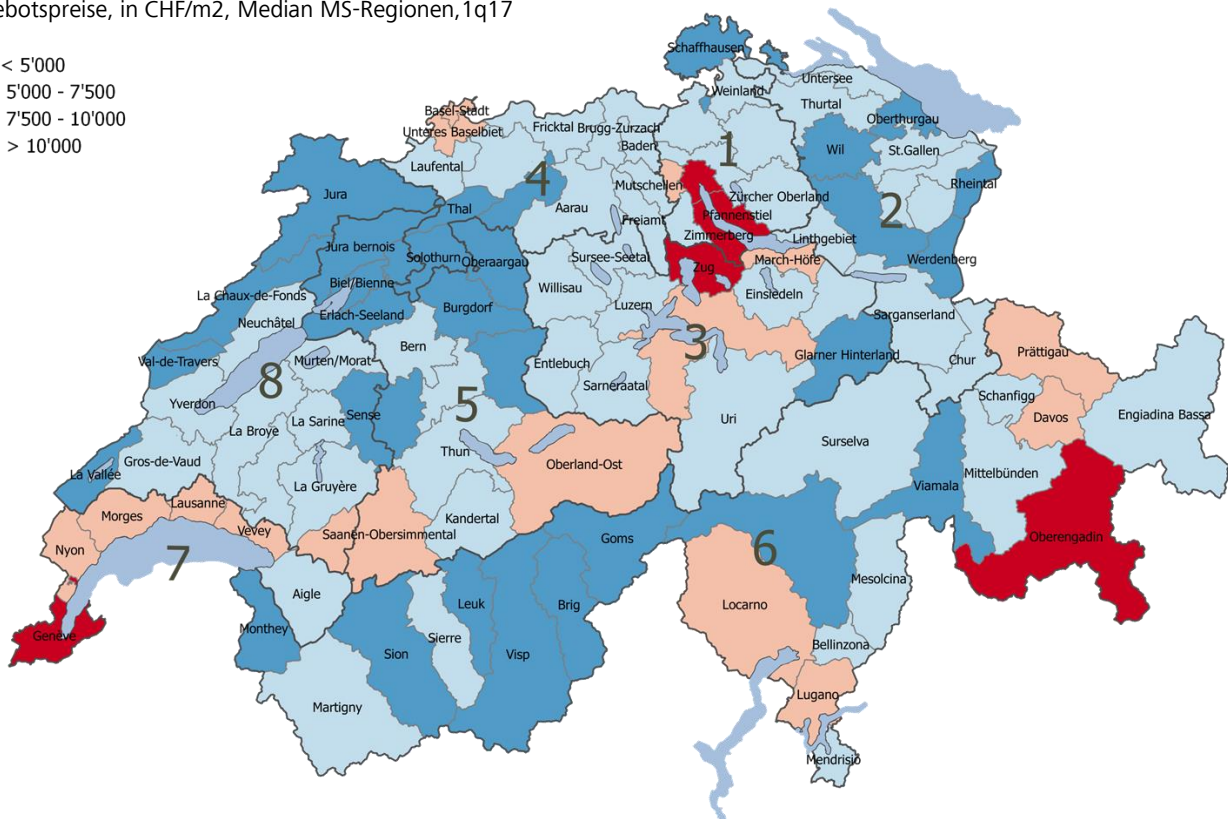 ebotspreise, in CHF/m2, Median MS-Regionen,1q17
< 5'000
5'000 - 7'500
7'500 - 10'000
> 10'000
Schaffhausen
Weinland
Untersee
Thurtal
Oberthurgau
Basel-Stadt
Unteres Baselbiet
Fricktal
Brugg-Zurzach
Baden
1
Wil
St.Gallen
Laufental
4
Mutschellen
Zürcher Oberland
Rheintal
Jura
Thal
Aarau
Freiamt
Pfannenstiel
2
Zimmerberg
Linthgebiet
Jura bernois
Solothurn
Oberaargau
Sursee-Seetal
Zug
March-Höfe
Werdenberg
Biel/Bienne
Willisau
Einsiedeln
La Chaux-de-Fonds
Erlach-Seeland
Burgdorf
Luzern
Sarganserland
Neuchâtel
Bern
3
Val-de-Travers
Murten/Morat
Entlebuch
Glarner Hinterland
Chur
Prättigau
8
Sarneraatal
Schanfigg
Yverdon
5
La Sarine
Sense
Uri
Davos
Engiadina Bassa
La Broye
Thun
Surselva
Gros-de-Vaud
Oberland-Ost
La Vallée
La Gruyère
Mittelbünden
Viamala
Lausanne
Morges
Vevey
Saanen-Obersimmental
Kandertal
Goms
Oberengadin
Nyon
7
6
Mesolcina
Aigle
Leuk
Brig
Locarno
Genève
Monthey
Sierre
Bellinzona
Sion
Visp
Lugano
Martigny
Mendrisio